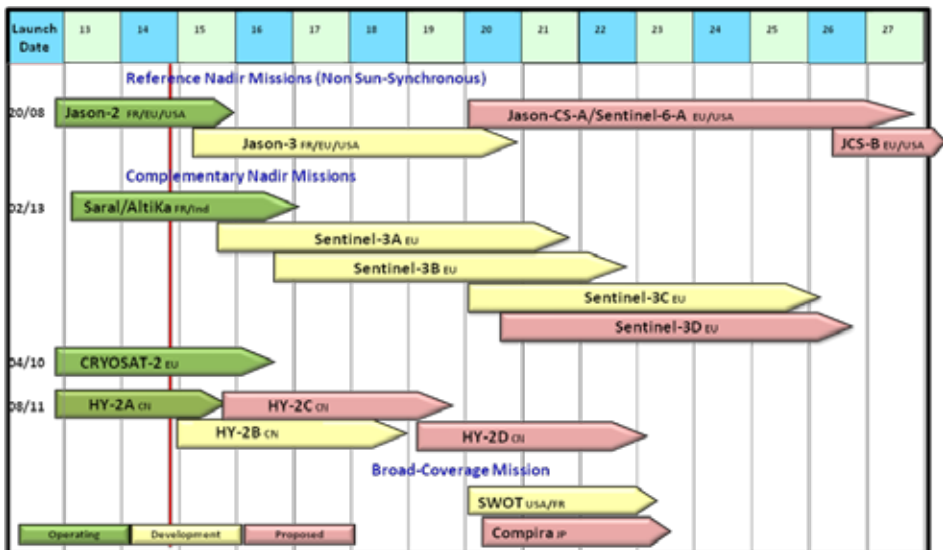 Launch Date 13 14 15 16 17 18 19 20 21 22 23 24 25 26 27
Reference Nadir Missions (Non Sun-Synchronous)
20/08 Jason-2 FR/EU/USA Jason-CS-A/Sentinel-6-A EU/USA
Jason-3 FR/EU/USA JCS-B EU/USA
Complementary Nadir Missions
02/13 Saral/AltiKa FR/Ind
Sentinel-3A EU
Sentinel-3B EU
Sentinel-3C EU
Sentinel-3D EU
04/10 CRYOSAT-2 EU
08/11 HY-2A CN HY-2C CN
HY-2B CN HY-2D CN
Broad-Coverage Mission
SWOT USA/FR
Compira JP
Operating Development Proposed